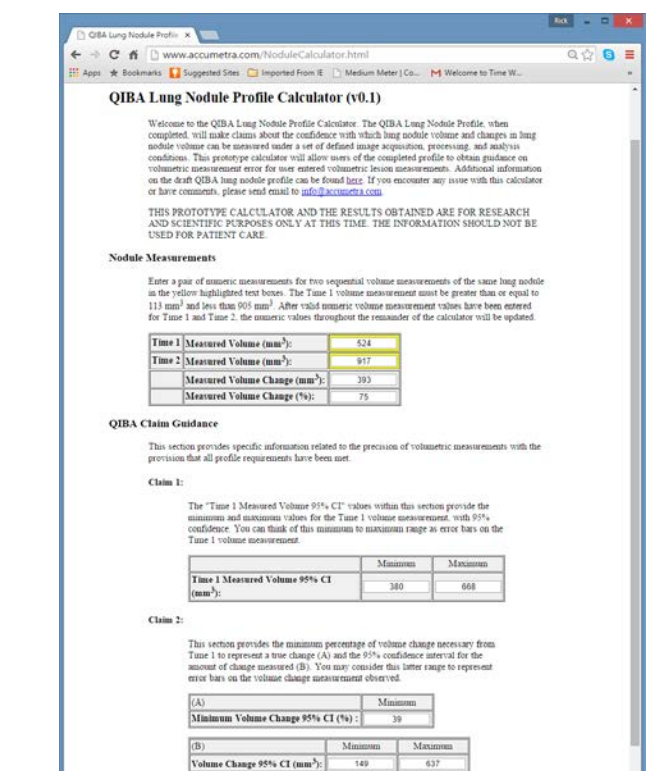 Rick
QIBA Lung Nodule Profile
www.accumetra.com/NoduleCalculator.html
Apps Bookmarks Suggested Sites Imported From IE Medium Meter | Co... Welcome to Time W...
QIBA Lung Nodule Profile Calculator (v0.1)
Welcome to the QIBA Lung Nodule Profile Calculator. The QIBA Lung Nodule Profile, when
completed, will make claims about the confidence with which lung nodule volume and changes in lung
nodule volume can be measured under a set of defined image acquisition, processing, and analysis
conditions. This prototype calculator will allow users of the completed profile to obtain guidance on
volumetric measurement error for user entered volumetric lesion measurements. Additional information
on the draft QIBA lung nodule profile can be found here. If you encounter any issue with this calculator
or have comments, please send email to info@accumetra.com.
THIS PROTOTYPE CALCULATOR AND THE RESULTS OBTAINED ARE FOR RESEARCH
AND SCIENTIFIC PURPOSES ONLY AT THIS TIME. THE INFORMATION SHOULD NOT BE
USED FOR PATIENT CARE.
Nodule Measurements
Enter a pair of numeric measurements for two sequential volume measurements of the same lung nodule
in the yellow highlighted text boxes. The Time 1 volume measurement must be greater than or equal to
113 mm³ and less than 905 mm³. After valid numeric volume measurement values have been entered
for Time 1 and Time 2, the numeric values throughout the remainder of the calculator will be updated.
Time 1 Measured Volume (mm³): 524
Time 2 Measured Volume (mm³): 917
Measured Volume Change (mm³): 393
Measured Volume Change (%): 75
QIBA Claim Guidance
This section provides specific information related to the precision of volumetric measurements with the
provision that all profile requirements have been met.
Claim 1:
The "Time 1 Measured Volume 95% CI" values within this section provide the
minimum and maximum values for the Time 1 volume measurement, with 95%
confidence. You can think of this minimum to maximum range as error bars on the
Time 1 volume measurement.
Minimum Maximum
Time 1 Measured Volume 95% CI
(mm³): 380 668
Claim 2:
This section provides the minimum percentage of volume change necessary from
Time 1 to represent a true change (A) and the 95% confidence interval for the
amount of change measured (B). You may consider this latter range to represent
error bars on the volume change measurement observed.
(A) Minimum
Minimum Volume Change 95% CI (%) : 39
(B) Minimum Maximum
Volume Change 95% CI (mm³): 149 637